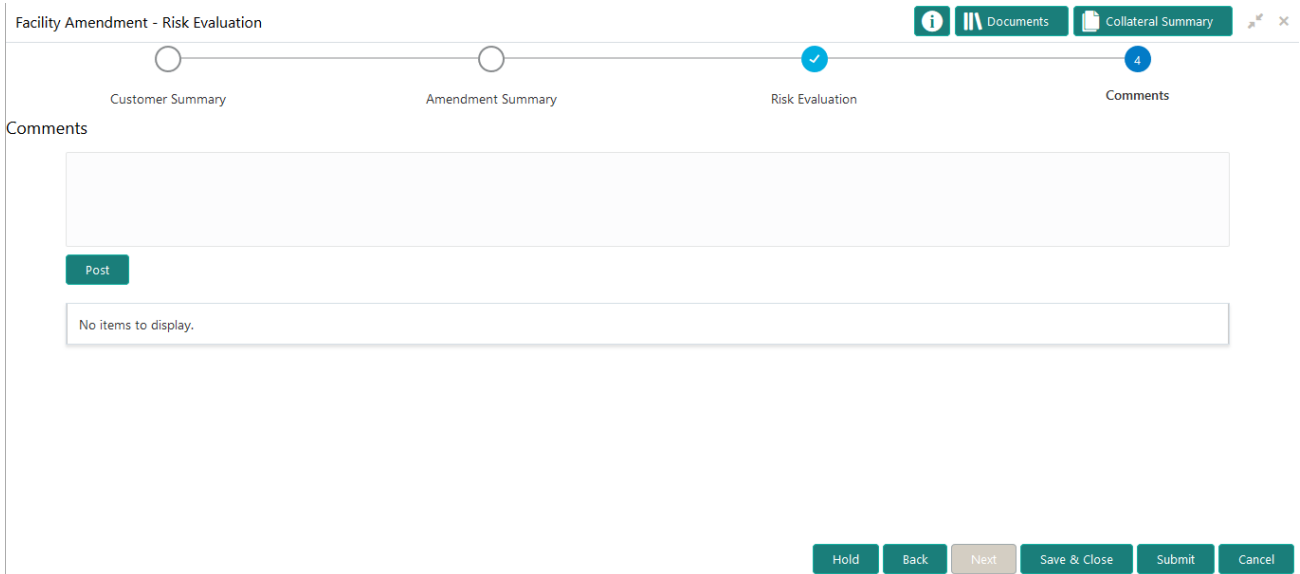 Facility Amendment - Risk Evaluation
i Documents Collateral Summary
4
Customer Summary Amendment Summary Risk Evaluation Comments
Comments
Post
No items to display.
Hold Back Next Save & Close Submit Cancel